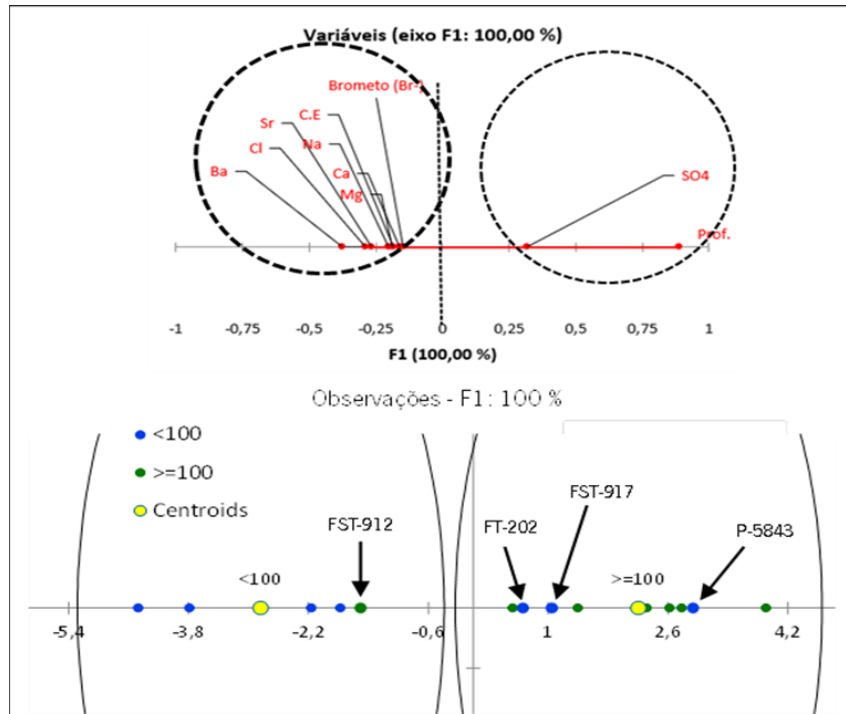 Variáveis (eixo F1: 100,00 %)
Brometo (Br-)
C.E
Sr
Na
Cl
Ca
Ba
Mg
SO4
Prof.
-1 -0,75 -0,5 -0,25 0 0,25 0,5 0,75 1
F1 (100,00 %)
Observações - F1: 100 %
<100
>=100
Centroids
FST-912
FT-202
FST-917
P-5843
<100
>=100
-5,4 -3,8 -2,2 -0,6 1 2,6 4,2